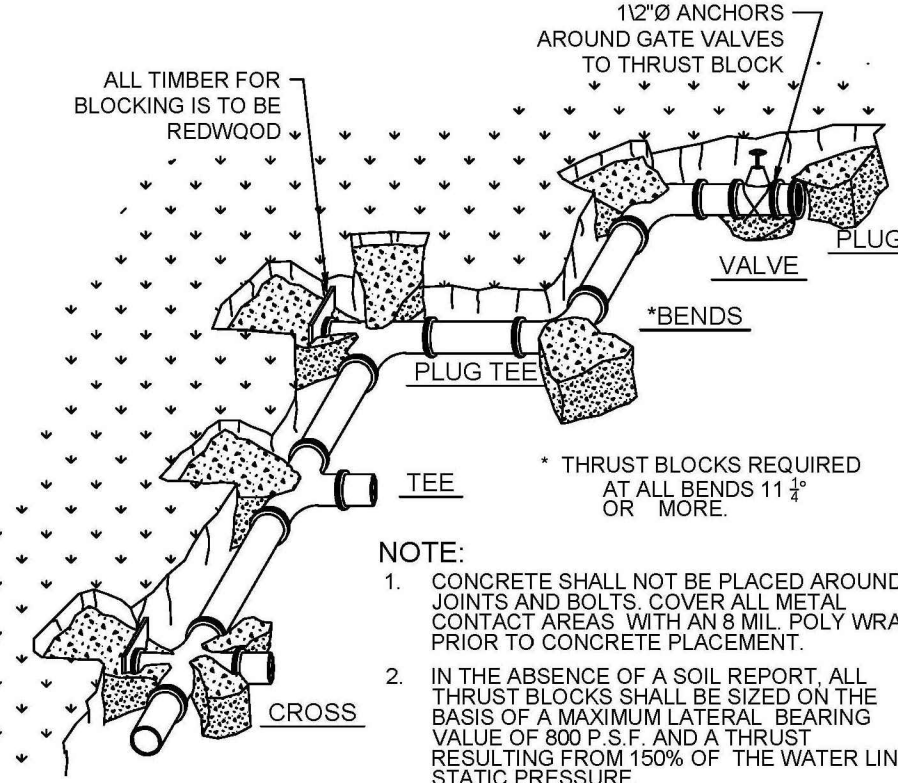 1\2"Ø ANCHORS
AROUND GATE VALVES
TO THRUST BLOCK
ALL TIMBER FOR
BLOCKING IS TO BE
REDWOOD
PLUG
VALVE
*BENDS
PLUG TEE
TEE
* THRUST BLOCKS REQUIRED
AT ALL BENDS 11 1/4°
OR MORE.
CROSS
NOTE:
1. CONCRETE SHALL NOT BE PLACED AROUND
JOINTS AND BOLTS. COVER ALL METAL
CONTACT AREAS WITH AN 8 MIL. POLY WRA
PRIOR TO CONCRETE PLACEMENT.
2. IN THE ABSENCE OF A SOIL REPORT, ALL
THRUST BLOCKS SHALL BE SIZED ON THE
BASIS OF A MAXIMUM LATERAL BEARING
VALUE OF 800 P.S.F. AND A THRUST
RESULTING FROM 150% OF THE WATER LIN
STATIC PRESSURE